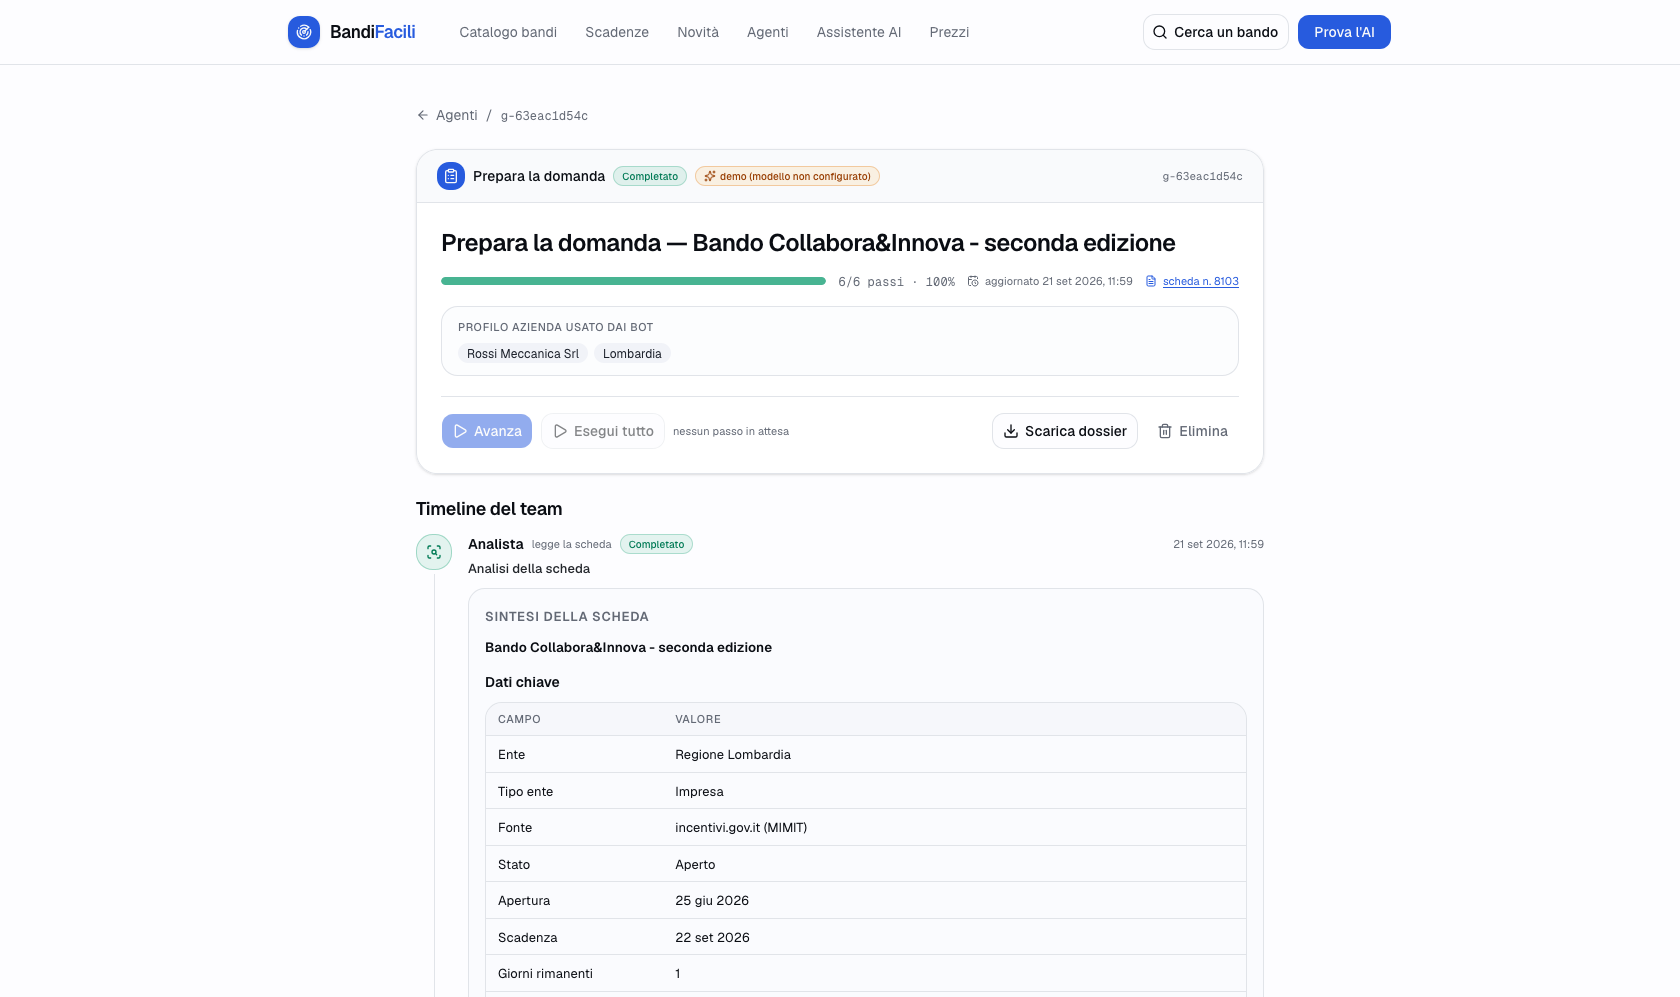 BandiFacili
Catalogo bandi
Scadenze
Novità
Agenti
Assistente AI
Prezzi
Cerca un bando
Prova l'AI
Agenti / g-63eac1d54c
Prepara la domanda
Completato
demo (modello non configurato)
g-63eac1d54c
Prepara la domanda — Bando Collabora&Innova - seconda edizione
6/6 passi · 100%
aggiornato 21 set 2026, 11:59
scheda n. 8103
PROFILO AZIENDA USATO DAI BOT
Rossi Meccanica Srl
Lombardia
Avanza
Esegui tutto
nessun passo in attesa
Scarica dossier
Elimina
Timeline del team
Analista legge la scheda Completato 21 set 2026, 11:59
Analisi della scheda
SINTESI DELLA SCHEDA
Bando Collabora&Innova - seconda edizione
Dati chiave
CAMPO VALORE
Ente Regione Lombardia
Tipo ente Impresa
Fonte incentivi.gov.it (MIMIT)
Stato Aperto
Apertura 25 giu 2026
Scadenza 22 set 2026
Giorni rimanenti 1